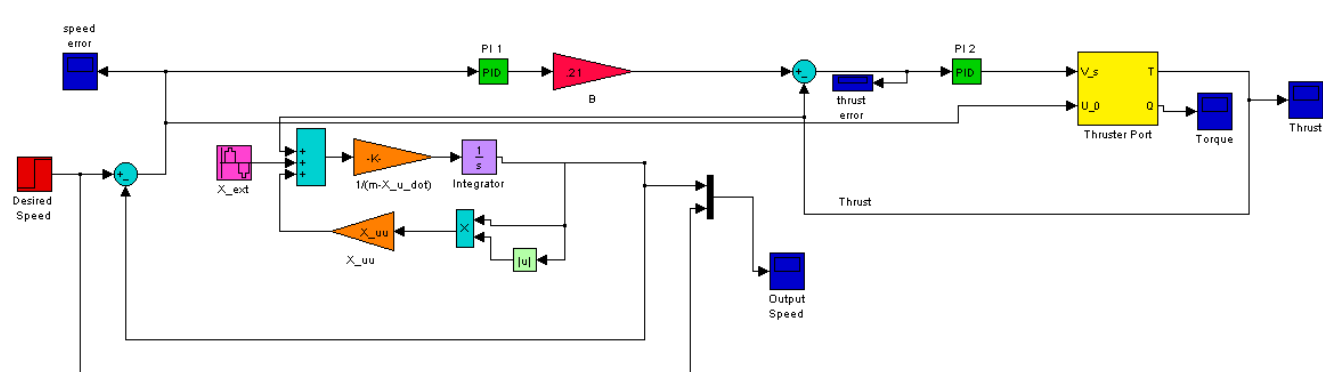 speed
error
PI 1
PID
.21
B
+
_
thrust
error
PI 2
PID
V_s
T
U_0
Q
Thruster Port
Torque
Thrust
Desired
Speed
+
_
X_ext
+
+
+
-K-
1/(m-X_u_dot)
1
s
Integrator
X_uu
X_uu
X
|u|
Thrust
Output
Speed